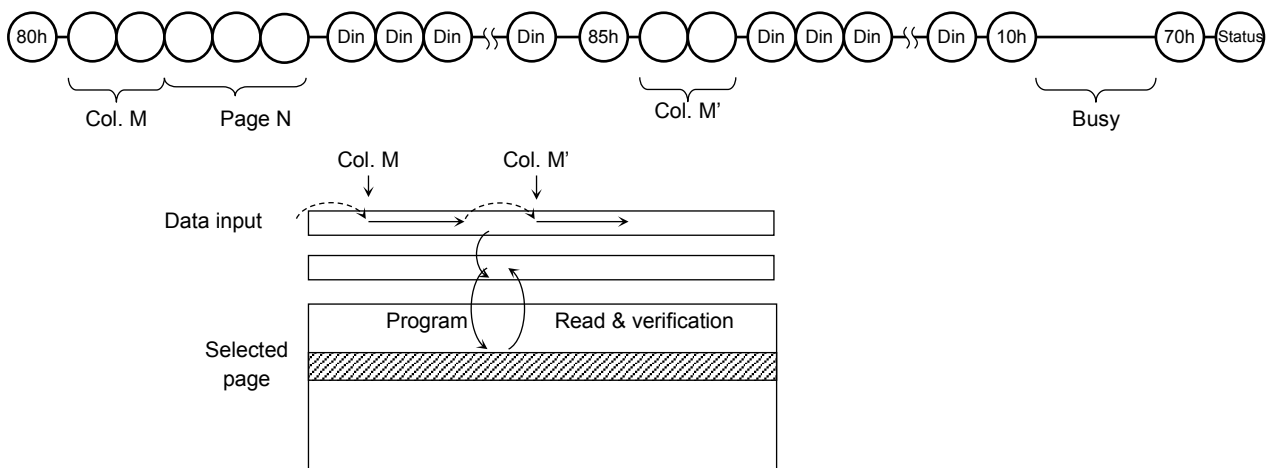 80h Din Din Din Din 85h Din Din Din Din 10h 70h Status
Col. M Page N Col. M’ Busy
Col. M Col. M’
Data input
Program Read & verification
Selected
page